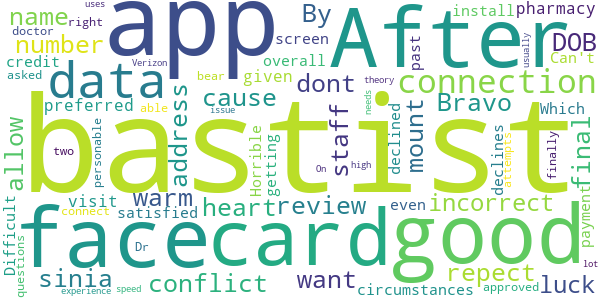 uses
name
right
doctor
number
credit
asked
Verizon
app
By
screen
overall
given
bear
dont
After
past
install
pharmacy
usually
DOB
Can't
data
preferred
able
issue
address
cause
theory
connection
Bravo
needs
Which
allow
two
personable
bastist
Horrible
getting
On
staff
high
declined
mount
declines
attempts
finally
final
payment
Difficult
questions
visit
connect
warm
satisfied
Dr
face
heart
card
review
even
good
incorrect
sinia
experience
speed
conflict
want
circumstances
repect
approved
luck
lot